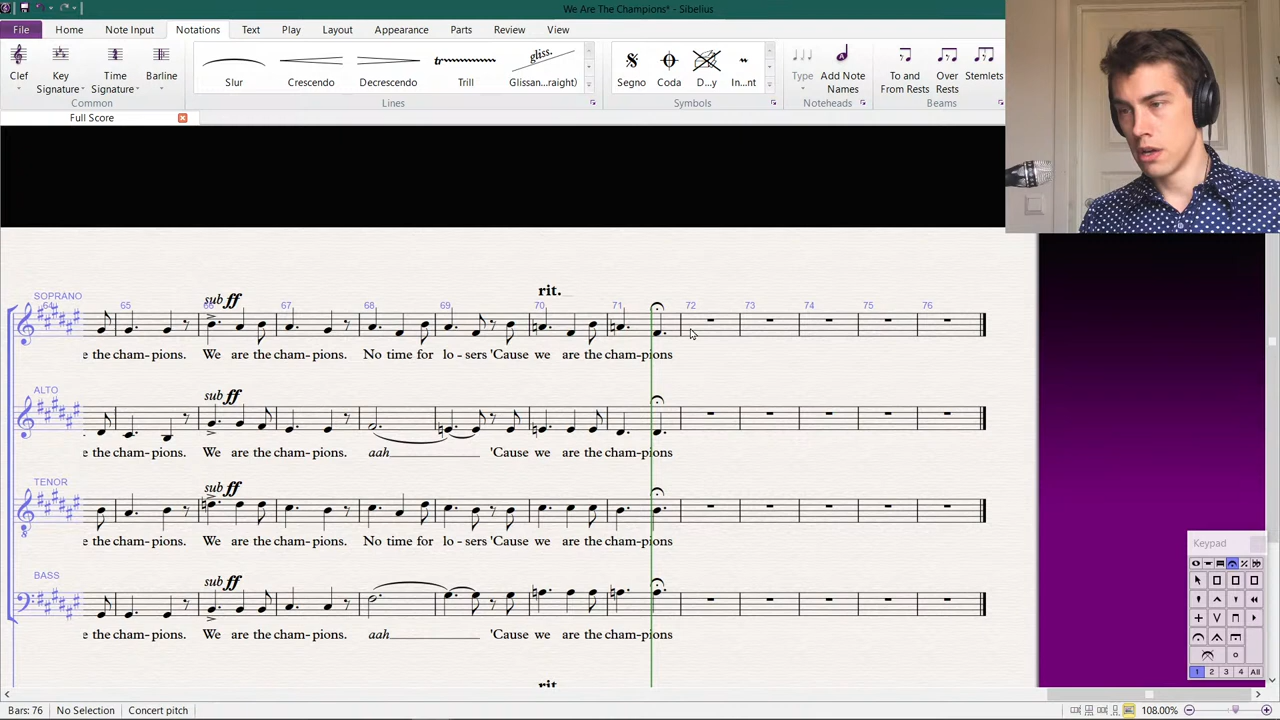 We Are The Champions* - Sibelius
File Home Note Input Notations Text Play Layout Appearance Parts Review View
gliss.
Clef Key Signature Time Signature Barline Slur Crescendo Decrescendo Trill Glissan...raight) Segno Coda D...y In...nt Type Add Note Names To and From Rests Over Rests Stemlets
Common Lines Symbols Noteheads Beams
Full Score
rit.
SOPRANO sub ff
64 65 66 67 68 69 70 71 72 73 74 75 76
e the cham- pions. We are the cham- pions. No time for lo - sers 'Cause we are the cham-pions
ALTO sub ff
e the cham- pions. We are the cham- pions. aah 'Cause we are the cham-pions
TENOR sub ff
e the cham- pions. We are the cham- pions. No time for lo - sers 'Cause we are the cham-pions
Keypad
BASS sub ff
e the cham- pions. We are the cham- pions. aah 'Cause we are the cham-pions
1 2 3 4 All
rit.
Bars: 76 No Selection Concert pitch 108.00%